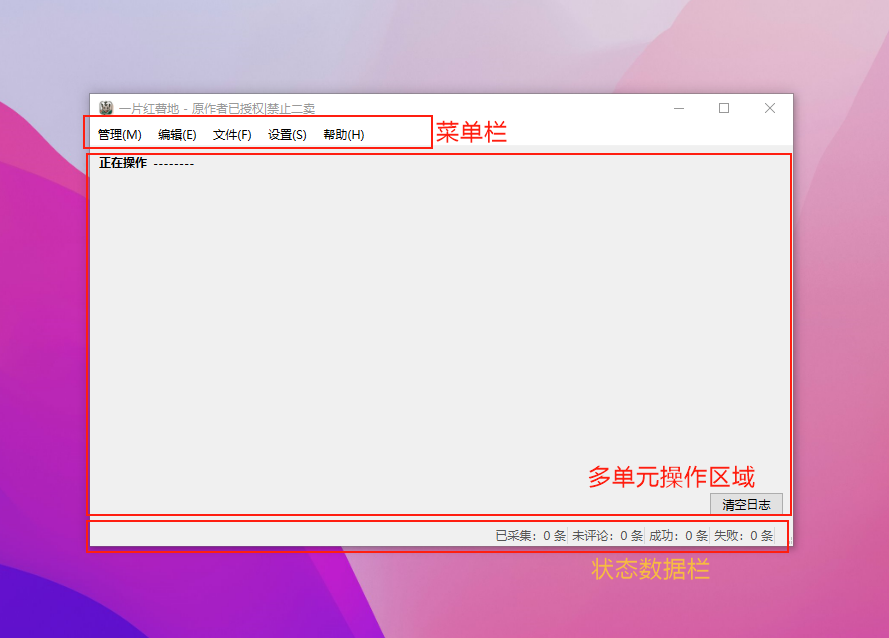 一片红营地 - 原作者已授权|禁止二卖
管理(M) 编辑(E) 文件(F) 设置(S) 帮助(H)
菜单栏
正在操作 --------
多单元操作区域
清空日志
已采集: 0 条 未评论: 0 条 成功: 0 条 失败: 0 条
状态数据栏